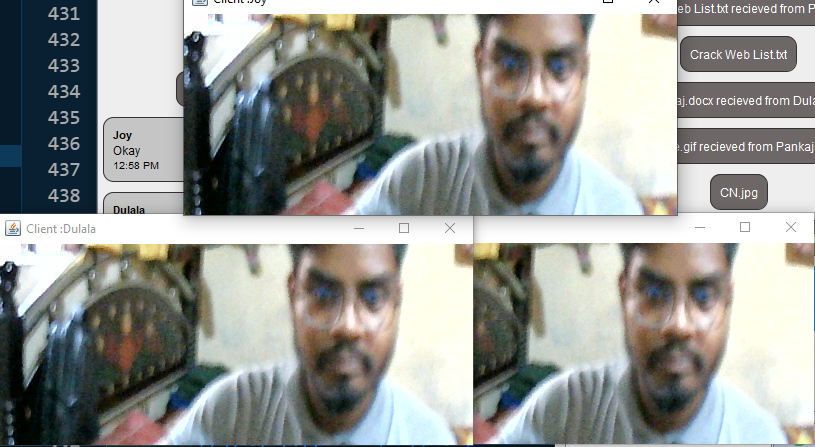 431
432
433
434
435
436
437
438
Client :Joy
eb List.txt recieved from P
Crack Web List.txt
aj.docx recieved from Dula
e.gif recieved from Pankaj
CN.jpg
Joy
Okay
12:58 PM
Dulala
Client :Dulala